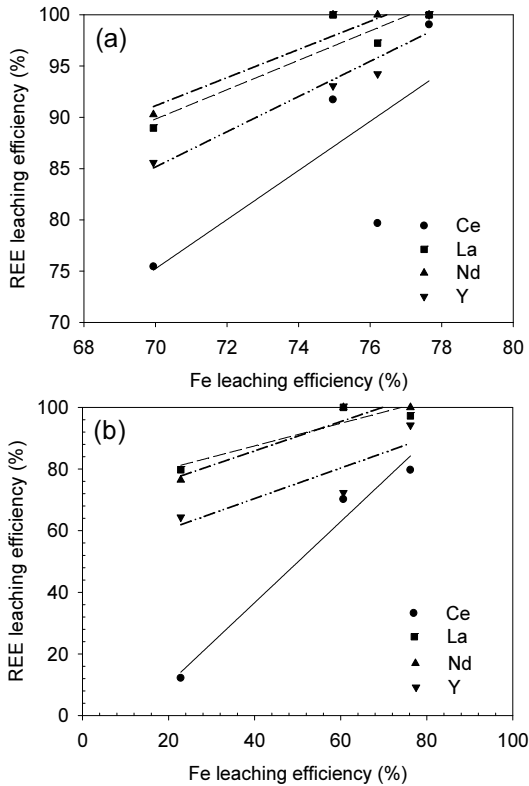 (a)
REE leaching efficiency (%)
100
95
90
85
80
75
70
Ce
La
Nd
Y
68 70 72 74 76 78 80
Fe leaching efficiency (%)
(b)
REE leaching efficiency (%)
100
80
60
40
20
0
Ce
La
Nd
Y
0 20 40 60 80 100
Fe leaching efficiency (%)